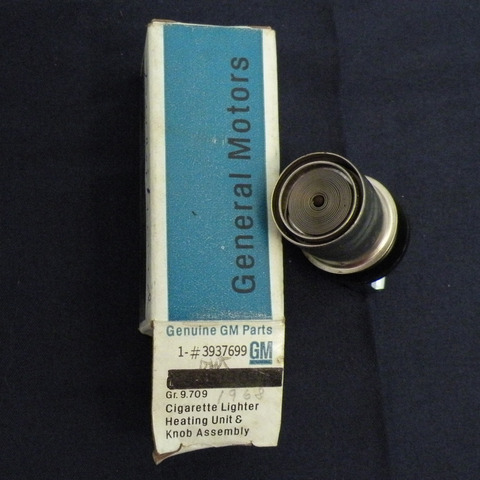 General Motors
Genuine GM Parts
1-#3937699 GM
Gr. 9.709 1968
Cigarette Lighter
Heating Unit &
Knob Assembly